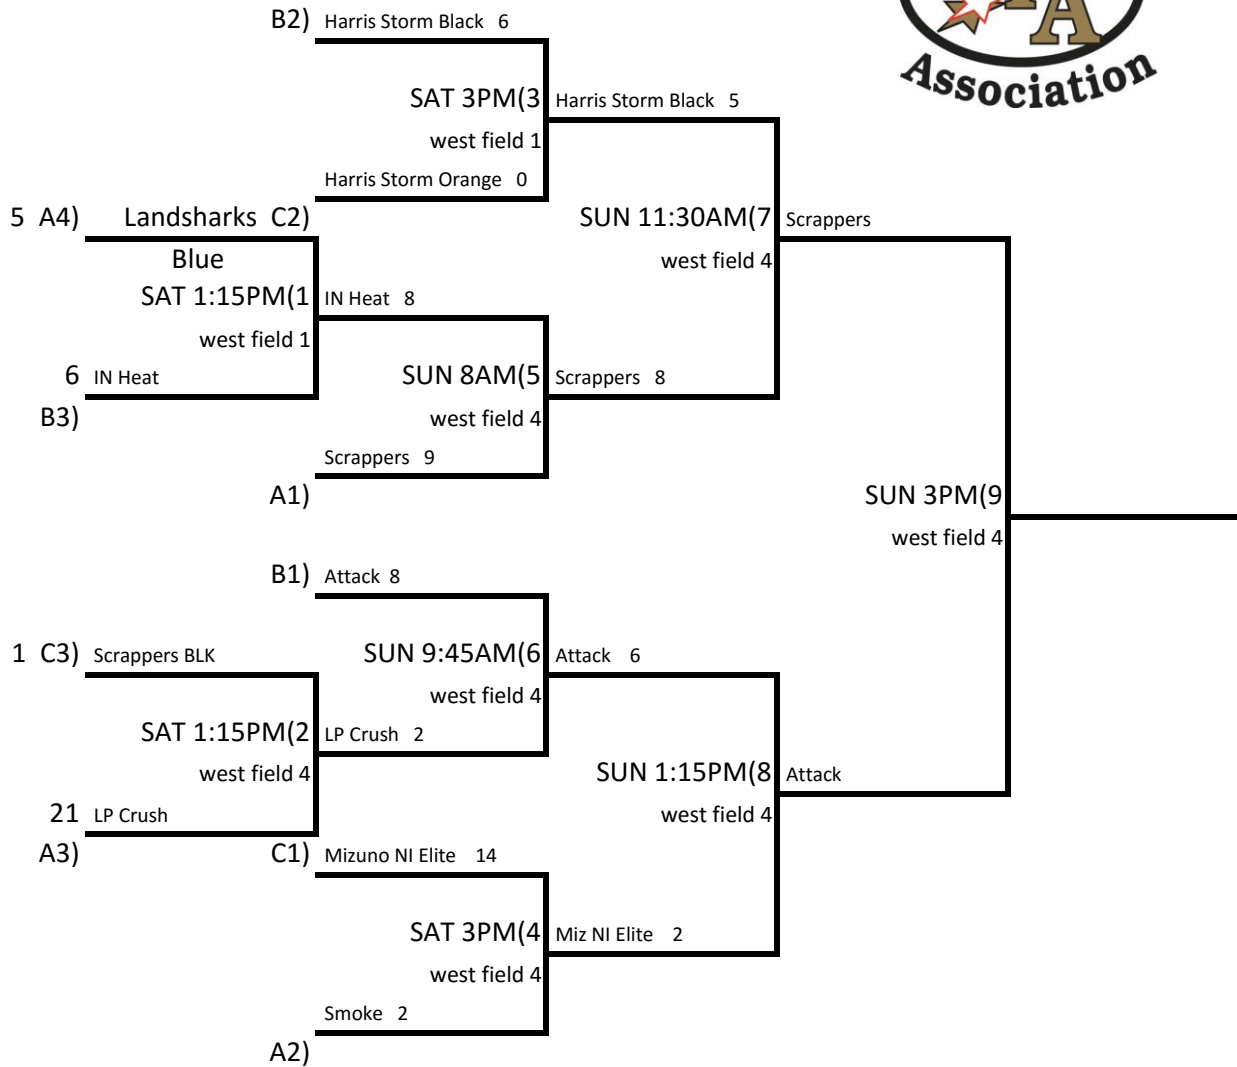 A
Association
B2) Harris Storm Black 6
SAT 3PM(3
west field 1
Harris Storm Black 5
Harris Storm Orange 0
5 A4) Landsharks C2)
Blue
SUN 11:30AM(7
west field 4
Scrappers
SAT 1:15PM(1
west field 1
IN Heat 8
6 IN Heat
B3)
SUN 8AM(5
west field 4
Scrappers 8
Scrappers 9
A1)
SUN 3PM(9
west field 4
B1) Attack 8
1 C3) Scrappers BLK
SUN 9:45AM(6
west field 4
Attack 6
SAT 1:15PM(2
west field 4
LP Crush 2
SUN 1:15PM(8
west field 4
Attack
21 LP Crush
A3)
C1) Mizuno NI Elite 14
SAT 3PM(4
west field 4
Miz NI Elite 2
Smoke 2
A2)